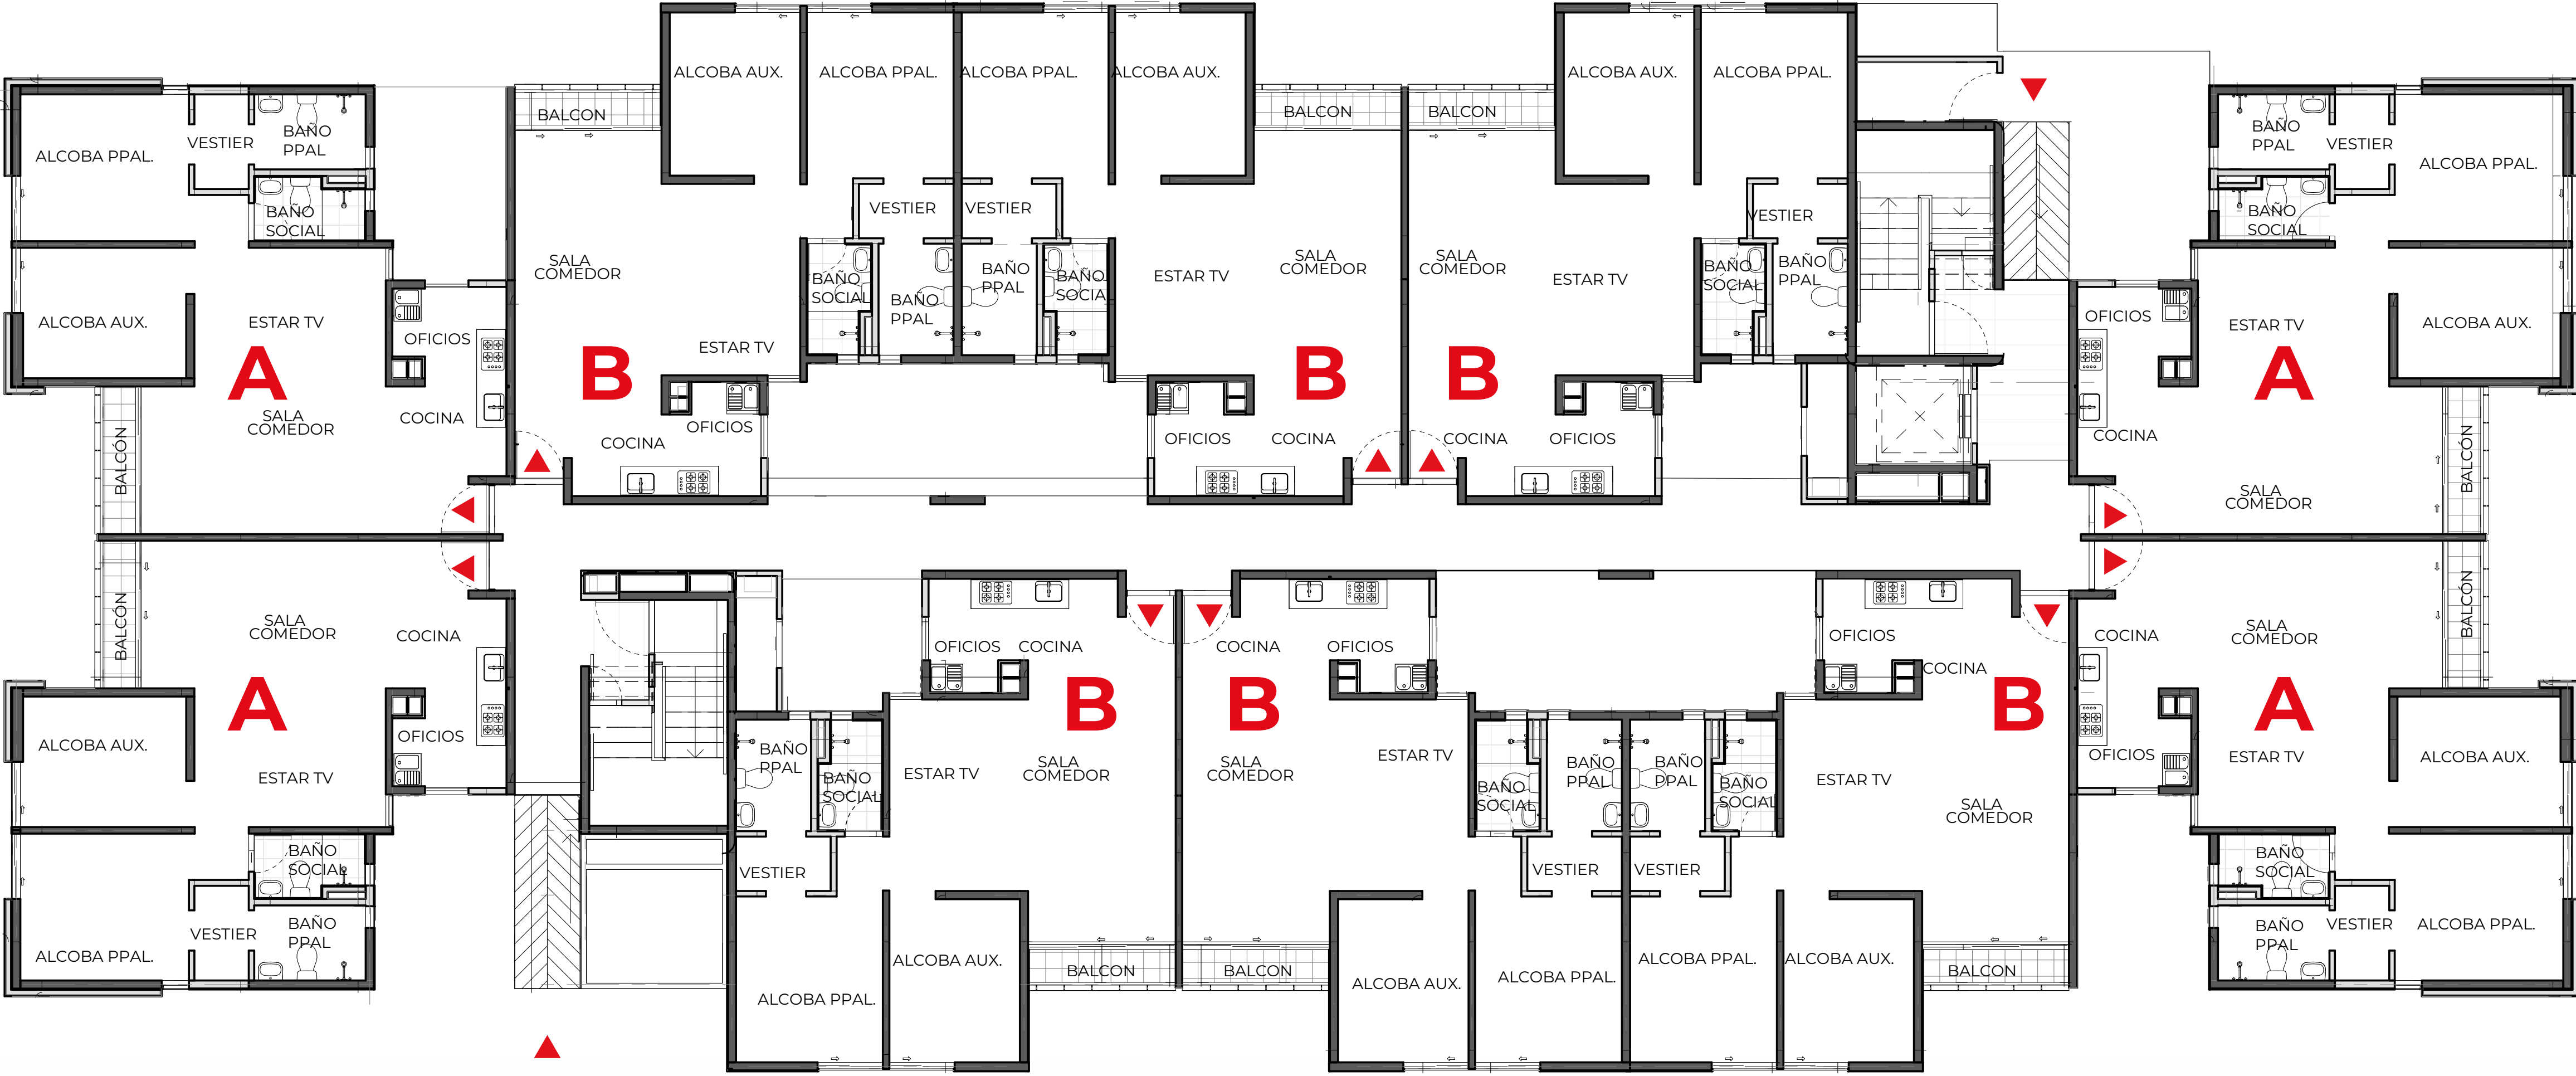 ALCOBA PPAL.
VESTIER
BAÑO
PPAL
BAÑO
SOCIAL
ALCOBA AUX.
ESTAR TV
OFICIOS
A
SALA
COMEDOR
COCINA
BALCÓN
BALCON
ALCOBA AUX.
ALCOBA PPAL.
SALA
COMEDOR
VESTIER
BAÑO
SOCIAL
BAÑO
PPAL
ESTAR TV
B
OFICIOS
COCINA
ALCOBA PPAL.
ALCOBA AUX.
BALCON
VESTIER
BAÑO
PPAL
BAÑO
SOCIAL
ESTAR TV
SALA
COMEDOR
B
OFICIOS
COCINA
BALCON
ALCOBA AUX.
ALCOBA PPAL.
SALA
COMEDOR
ESTAR TV
VESTIER
BAÑO
SOCIAL
BAÑO
PPAL
B
COCINA
OFICIOS
BAÑO
PPAL
VESTIER
ALCOBA PPAL.
BAÑO
SOCIAL
OFICIOS
ESTAR TV
ALCOBA AUX.
A
COCINA
SALA
COMEDOR
BALCÓN
BALCÓN
SALA
COMEDOR
COCINA
A
ALCOBA AUX.
OFICIOS
ESTAR TV
BAÑO
SOCIAL
VESTIER
BAÑO
PPAL
ALCOBA PPAL.
OFICIOS
COCINA
B
BAÑO
PPAL
BAÑO
SOCIAL
ESTAR TV
SALA
COMEDOR
VESTIER
ALCOBA PPAL.
ALCOBA AUX.
BALCON
COCINA
OFICIOS
B
SALA
COMEDOR
ESTAR TV
BAÑO
SOCIAL
BAÑO
PPAL
VESTIER
BALCON
ALCOBA AUX.
ALCOBA PPAL.
OFICIOS
COCINA
B
BAÑO
PPAL
BAÑO
SOCIAL
ESTAR TV
SALA
COMEDOR
VESTIER
ALCOBA PPAL.
ALCOBA AUX.
BALCON
COCINA
SALA
COMEDOR
BALCÓN
A
OFICIOS
ESTAR TV
ALCOBA AUX.
BAÑO
SOCIAL
BAÑO
PPAL
VESTIER
ALCOBA PPAL.